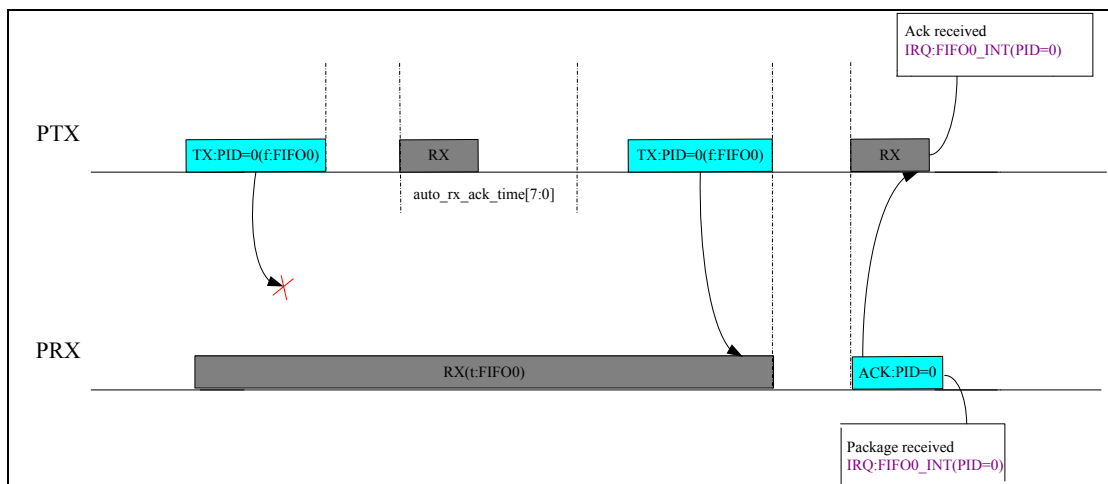 Ack received
IRQ:FIFO0_INT(PID=0)
PTX
TX:PID=0(f:FIFO0)
RX
TX:PID=0(f:FIFO0)
RX
auto_rx_ack_time[7:0]
PRX
RX(t:FIFO0)
ACK:PID=0
Package received
IRQ:FIFO0_INT(PID=0)